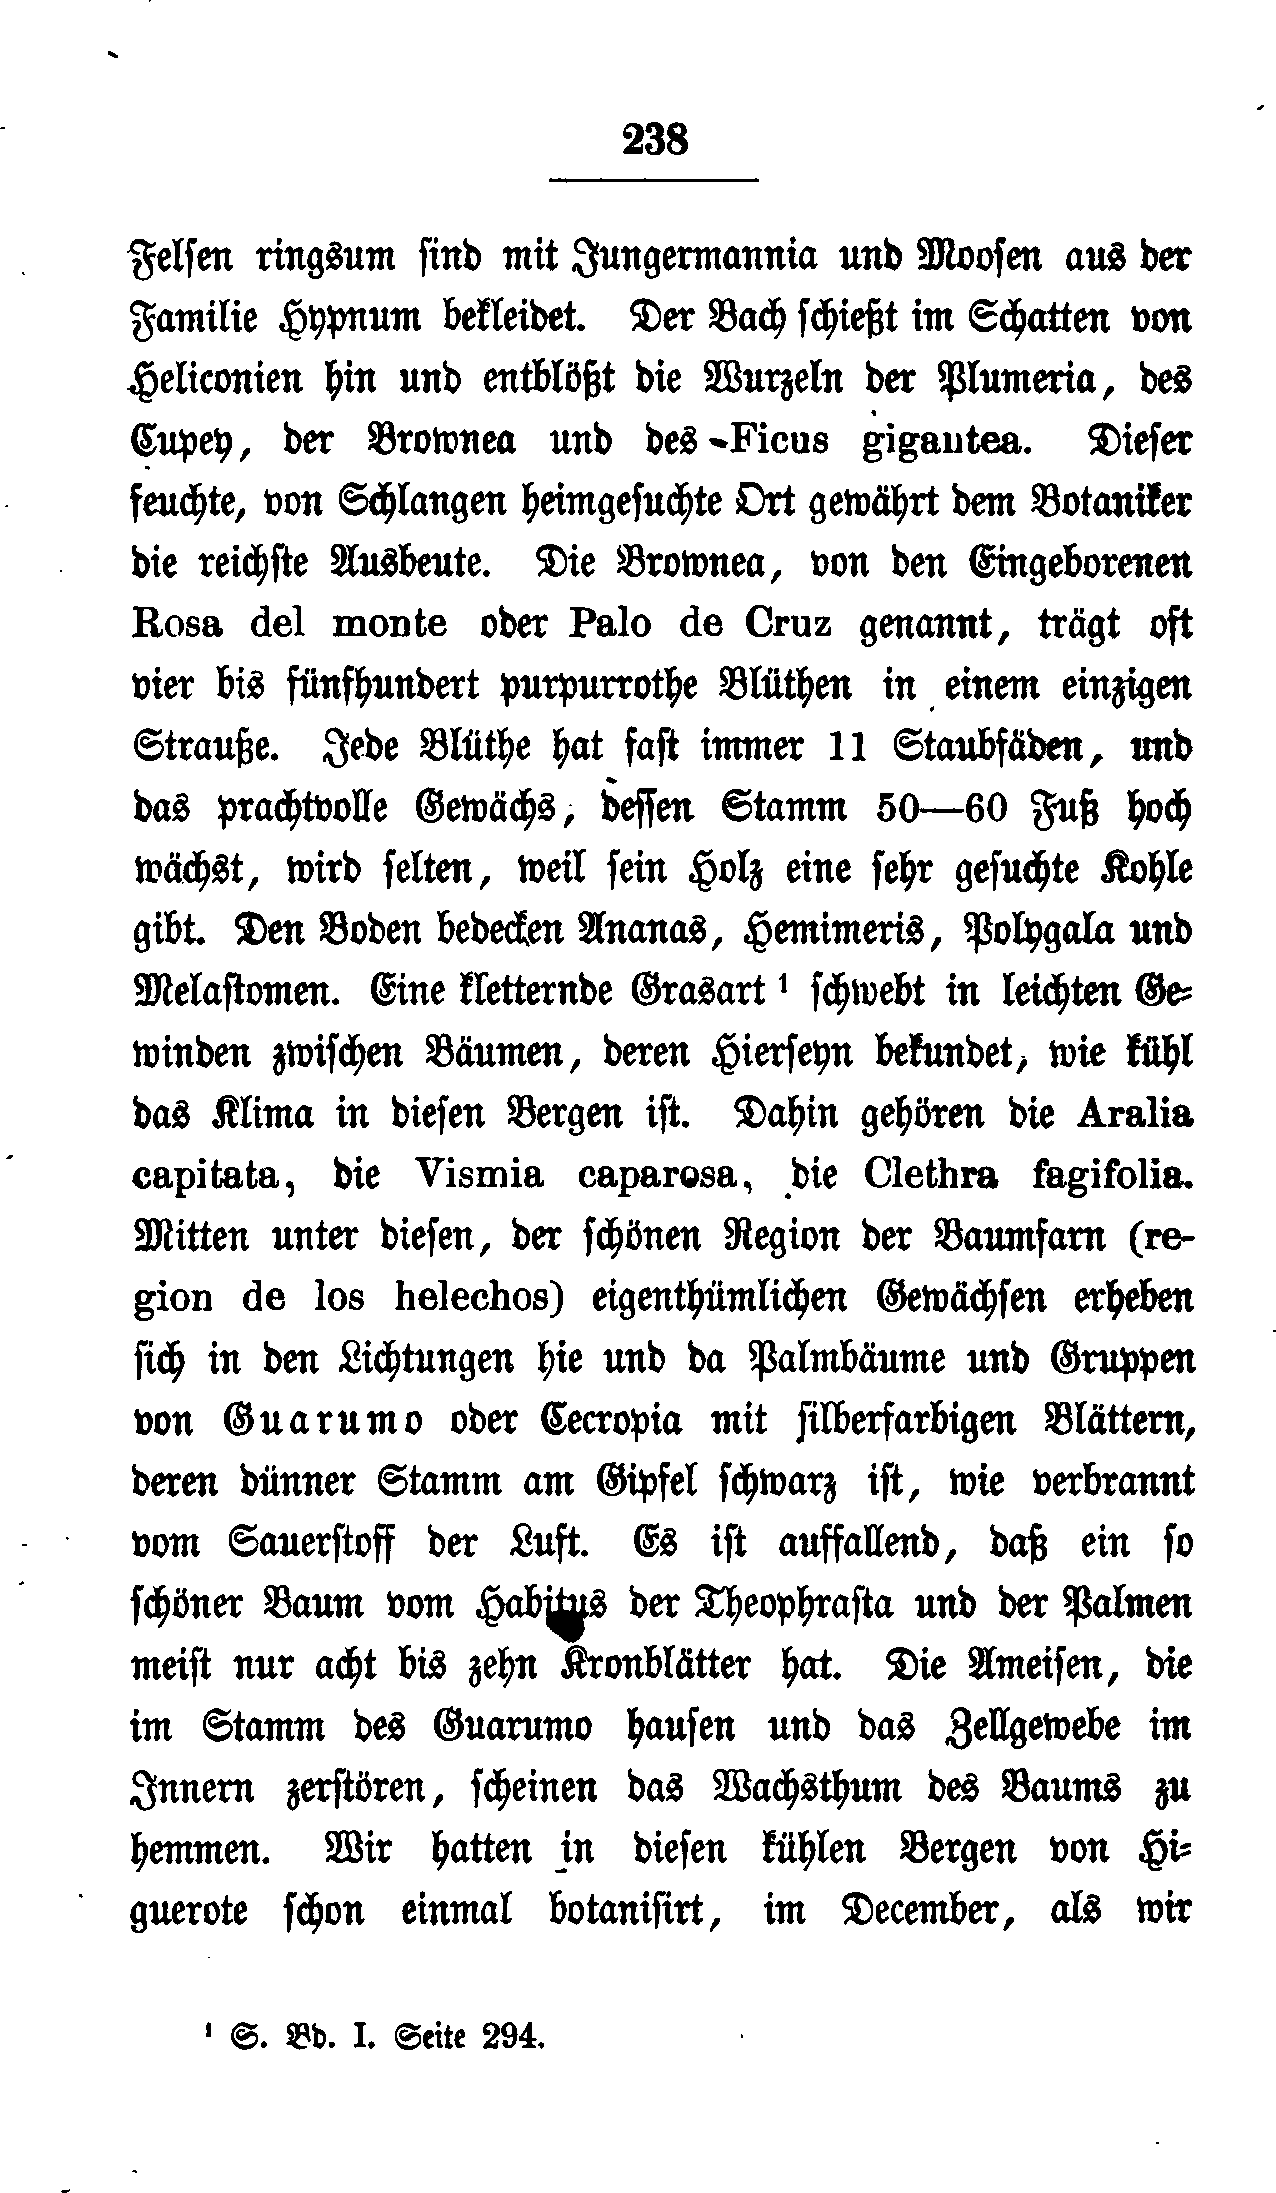 238
Felsen ringsum sind mit Jungermannia und Moosen aus der
Familie Hypnum bekleidet. Der Bach schießt im Schatten von
Heliconien hin und entblößt die Wurzeln der Plumeria, des
Cupey, der Brownea und des Ficus gigantea. Dieser
feuchte, von Schlangen heimgesuchte Ort gewährt dem Botaniker
die reichste Ausbeute. Die Brownea, von den Eingeborenen
Rosa del monte oder Palo de Cruz genannt, trägt oft
vier bis fünfhundert purpurrothe Blüthen in einem einzigen
Strauße. Jede Blüthe hat fast immer 11 Staubfäden, und
das prachtvolle Gewächs, dessen Stamm 50—60 Fuß hoch
wächst, wird selten, weil sein Holz eine sehr gesuchte Kohle
gibt. Den Boden bedecken Ananas, Hemimeris, Polygala und
Melastomen. Eine kletternde Grasart ¹ schwebt in leichten Ge-
winden zwischen Bäumen, deren Hierseyn bekundet, wie kühl
das Klima in diesen Bergen ist. Dahin gehören die Aralia
capitata, die Vismia caparosa, die Clethra fagifolia.
Mitten unter diesen, der schönen Region der Baumfarn (re-
gion de los helechos) eigenthümlichen Gewächsen erheben
sich in den Lichtungen hie und da Palmbäume und Gruppen
von Guarumo oder Cecropia mit silberfarbigen Blättern,
deren dünner Stamm am Gipfel schwarz ist, wie verbrannt
vom Sauerstoff der Luft. Es ist auffallend, daß ein so
schöner Baum vom Habitus der Theophrasta und der Palmen
meist nur acht bis zehn Kronblätter hat. Die Ameisen, die
im Stamm des Guarumo hausen und das Zellgewebe im
Innern zerstören, scheinen das Wachsthum des Baums zu
hemmen. Wir hatten in diesen kühlen Bergen von Hi-
guerote schon einmal botanisirt, im December, als wir
¹ S. Bd. I. Seite 294.